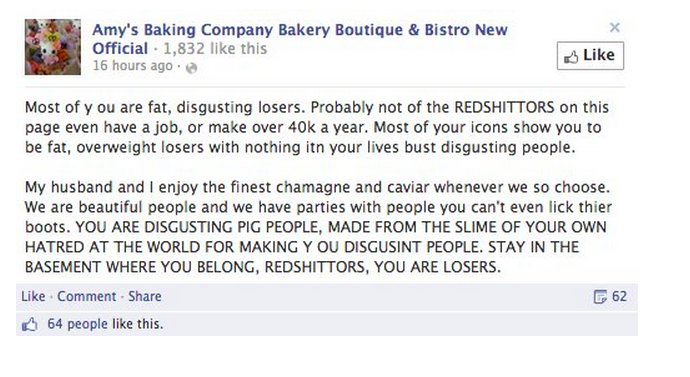 Amy's Baking Company Bakery Boutique & Bistro New
Official · 1,832 like this
16 hours ago ·
Like
Most of y ou are fat, disgusting losers. Probably not of the REDSHITTORS on this
page even have a job, or make over 40k a year. Most of your icons show you to
be fat, overweight losers with nothing itn your lives bust disgusting people.
My husband and I enjoy the finest chamagne and caviar whenever we so choose.
We are beautiful people and we have parties with people you can't even lick thier
boots. YOU ARE DISGUSTING PIG PEOPLE, MADE FROM THE SLIME OF YOUR OWN
HATRED AT THE WORLD FOR MAKING Y OU DISGUSINT PEOPLE. STAY IN THE
BASEMENT WHERE YOU BELONG, REDSHITTORS, YOU ARE LOSERS.
Like · Comment · Share
62
64 people like this.